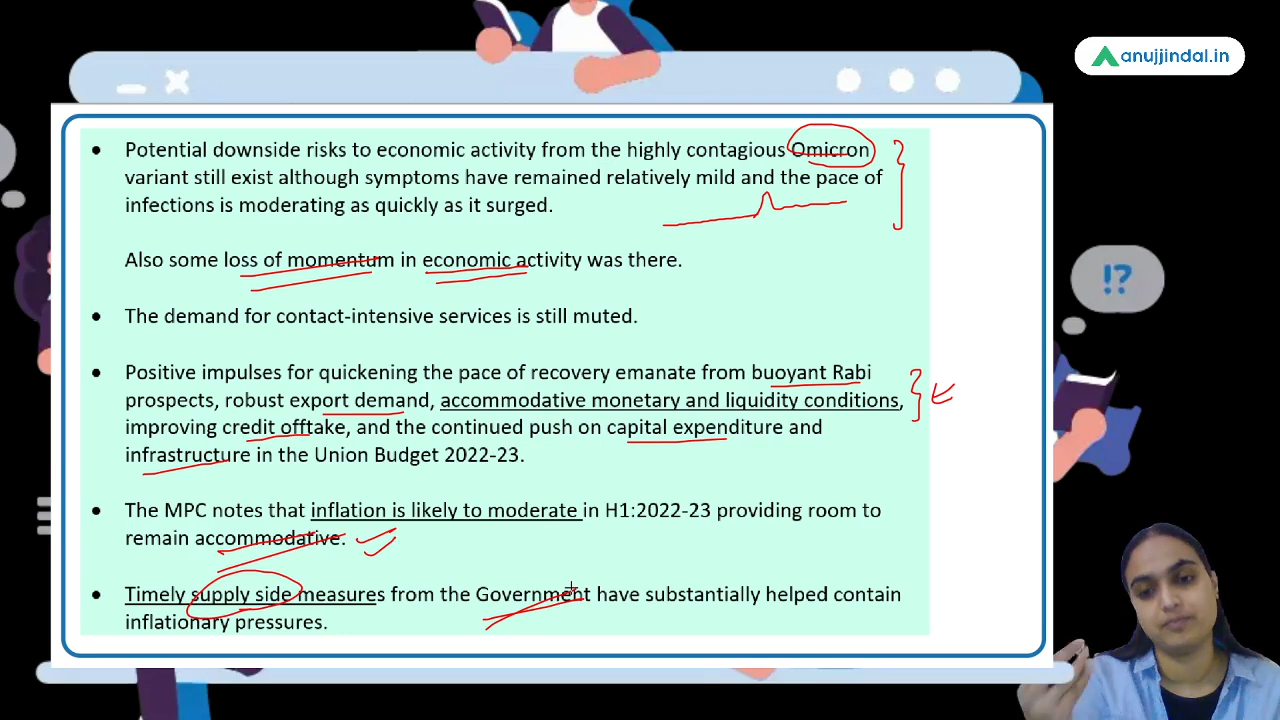 anujjindal.in
Potential downside risks to economic activity from the highly contagious Omicron
variant still exist although symptoms have remained relatively mild and the pace of
infections is moderating as quickly as it surged.
Also some loss of momentum in economic activity was there.
The demand for contact-intensive services is still muted.
Positive impulses for quickening the pace of recovery emanate from buoyant Rabi
prospects, robust export demand, accommodative monetary and liquidity conditions,
improving credit offtake, and the continued push on capital expenditure and
infrastructure in the Union Budget 2022-23.
The MPC notes that inflation is likely to moderate in H1:2022-23 providing room to
remain accommodative.
Timely supply side measures from the Government have substantially helped contain
inflationary pressures.
!?